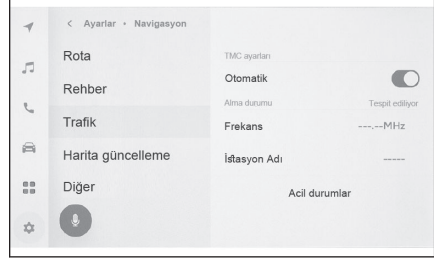 < Ayarlar • Navigasyon
Rota
Rehber
Trafik
Harita güncelleme
Diğer
TMC ayarları
Otomatik
Alma durumu Tespit ediliyor
Frekans ---.--MHz
İstasyon Adı -----
Acil durumlar